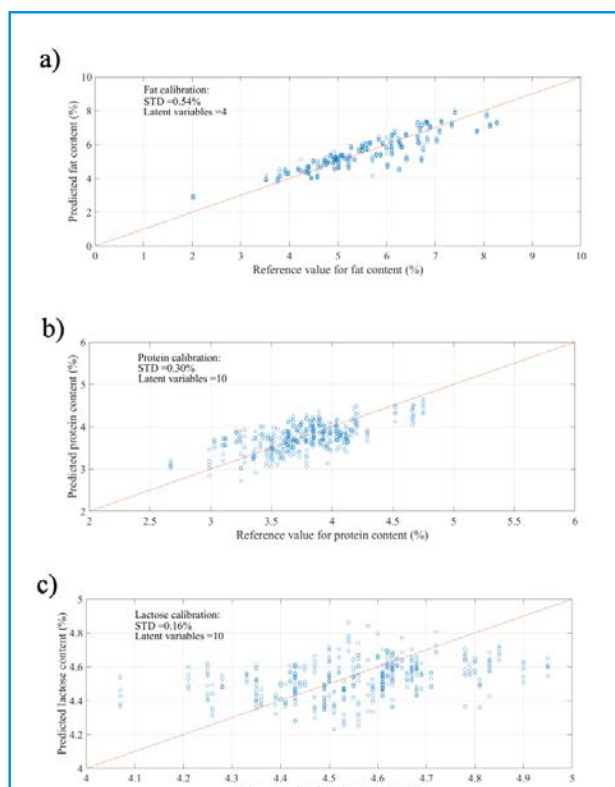 a)
Fat calibration:
STD =0.54%
Latent variables =4
Predicted fat content (%)
10
8
6
4
2
0
0 1 2 3 4 5 6 7 8 9 10
Reference value for fat content (%)
b)
Protein calibration:
STD =0.30%
Latent variables =10
Predicted protein content (%)
6
5
4
3
2
2 2.5 3 3.5 4 4.5 5 5.5 6
Reference value for protein content (%)
c)
Lactose calibration:
STD =0.16%
Latent variables =10
Predicted lactose content (%)
5
4.8
4.6
4.4
4.2
4
4 4.1 4.2 4.3 4.4 4.5 4.6 4.7 4.8 4.9 5